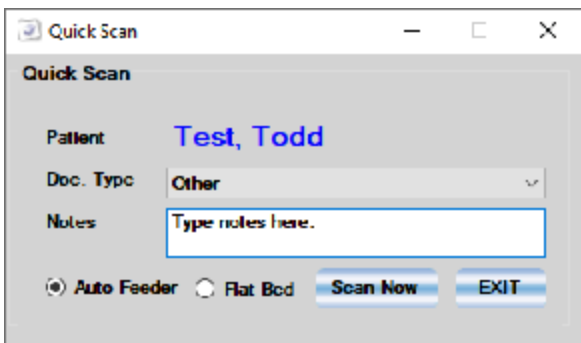 Quick Scan
Quick Scan
Patient Test, Todd
Doc. Type Other
Notes Type notes here.
Auto Feeder Flat Bed Scan Now EXIT